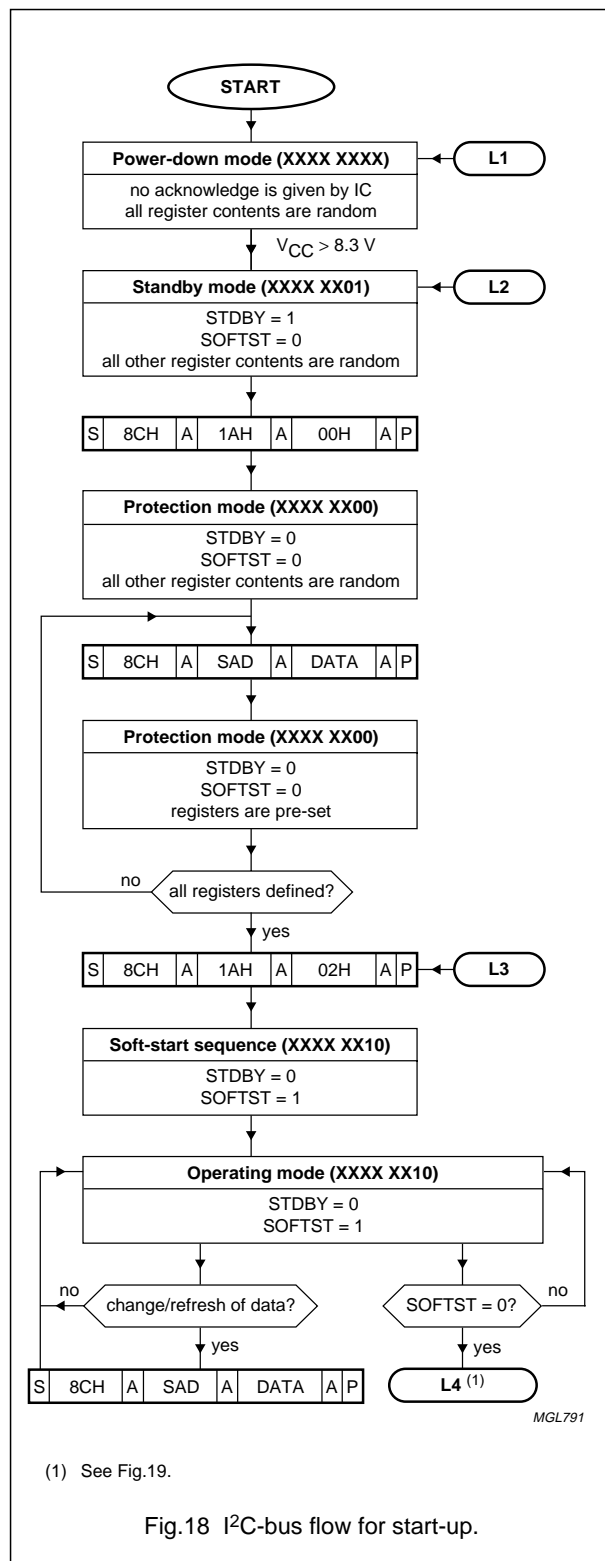 START
Power-down mode (XXXX XXXX)
L1
no acknowledge is given by IC
all register contents are random
VCC > 8.3 V
Standby mode (XXXX XX01)
L2
STDBY = 1
SOFTST = 0
all other register contents are random
S 8CH A 1AH A 00H A P
Protection mode (XXXX XX00)
STDBY = 0
SOFTST = 0
all other register contents are random
S 8CH A SAD A DATA A P
Protection mode (XXXX XX00)
STDBY = 0
SOFTST = 0
registers are pre-set
no
all registers defined?
yes
S 8CH A 1AH A 02H A P
L3
Soft-start sequence (XXXX XX10)
STDBY = 0
SOFTST = 1
Operating mode (XXXX XX10)
STDBY = 0
SOFTST = 1
no
change/refresh of data?
SOFTST = 0?
no
yes
yes
S 8CH A SAD A DATA A P
L4 (1)
MGL791
(1) See Fig.19.
Fig.18 I²C-bus flow for start-up.